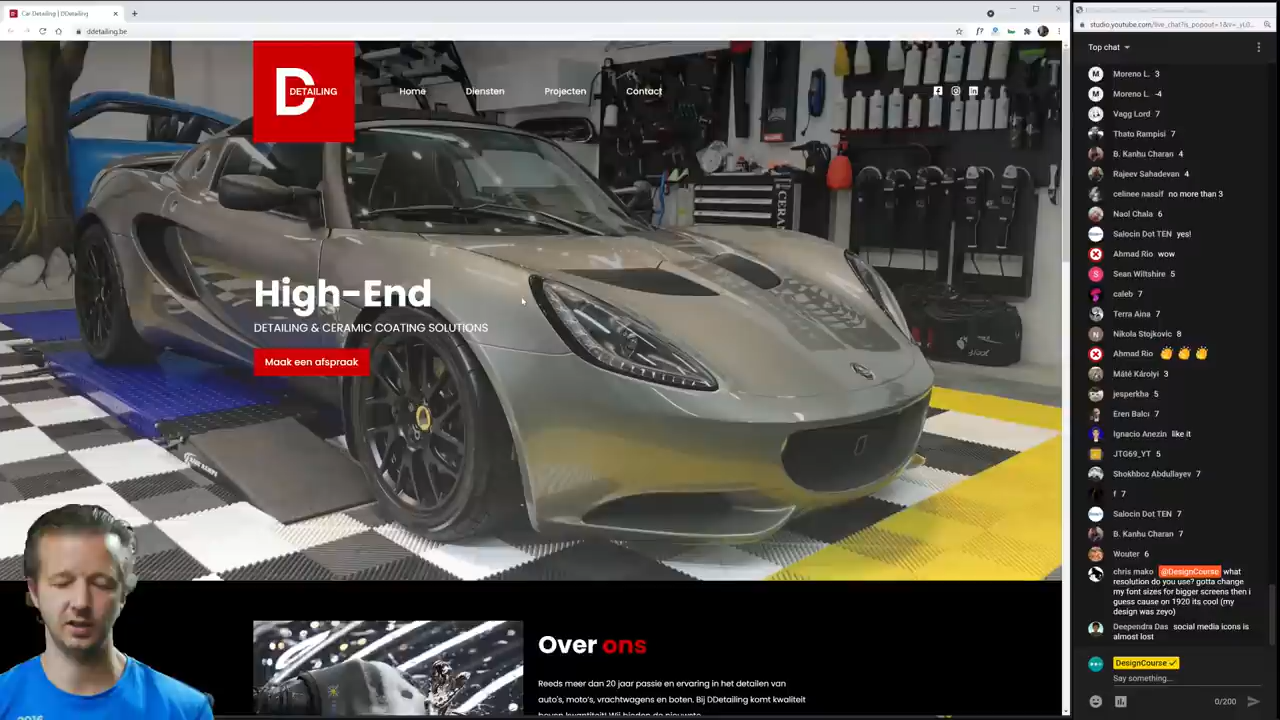 Car Detailing | DDetailing
ddetailing.be
D
DETAILING
Home
Diensten
Projecten
Contact
High-End
DETAILING & CERAMIC COATING SOLUTIONS
Maak een afspraak
Over ons
Reeds meer dan 20 jaar passie en ervaring in het detailen van
auto's, moto's, vrachtwagens en boten. Bij DDetailing komt kwaliteit
2016
studio.youtube.com/live_chat?is_popout=1&v=
Top chat
M Moreno L. 3
M Moreno L. -4
Vagg Lord 7
Thato Rampisi 7
B. Kanhu Charan 4
Rajeev Sahadevan 4
celinee nassif no more than 3
Naol Chala 6
Salocin Dot TEN yes!
Ahmad Rio wow
S Sean Wiltshire 5
caleb 7
Terra Aina 7
N Nikola Stojkovic 8
Ahmad Rio 👏 👏 👏
Máté Károlyi 3
jesperkha 5
Eren Balcı 7
Ignacio Anezin like it
JTG69_YT 5
Shokhboz Abdullayev 7
f 7
Salocin Dot TEN 7
B. Kanhu Charan 7
Wouter 6
chris mako @DesignCourse what
resolution do you use? gotta change
my font sizes for bigger screens then i
guess cause on 1920 its cool (my
design was zeyo)
Deependra Das social media icons is
almost lost
DesignCourse
Say something...
0/200